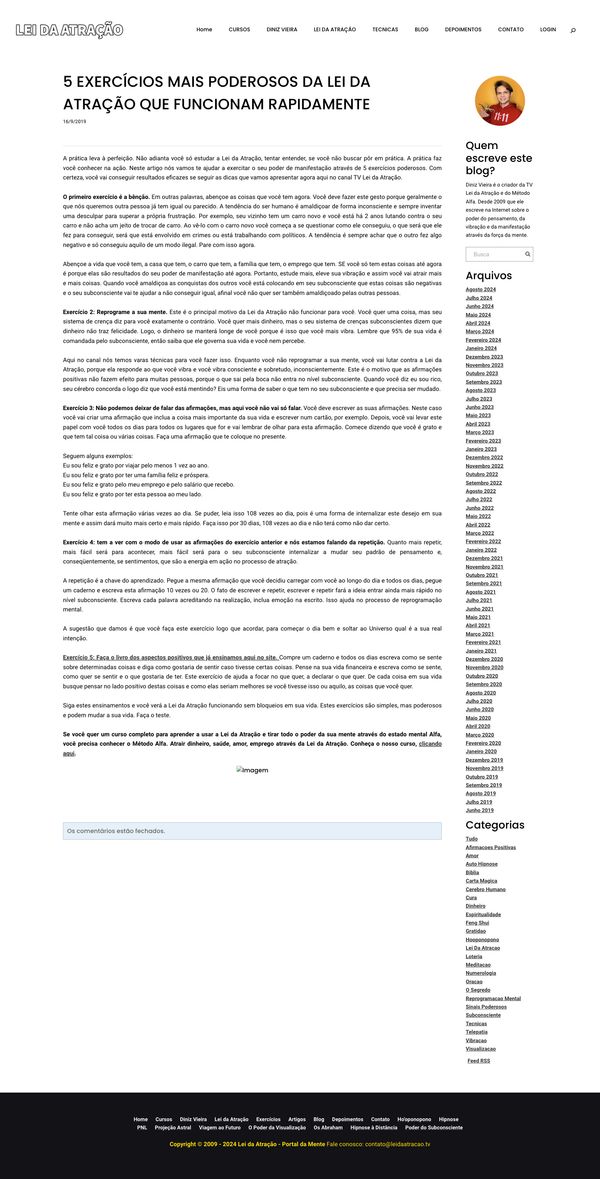 LEI DA ATRAÇÃO
Home CURSOS DINIZ VIEIRA LEI DA ATRAÇÃO TECNICAS BLOG DEPOIMENTOS CONTATO LOGIN
5 EXERCÍCIOS MAIS PODEROSOS DA LEI DA
ATRAÇÃO QUE FUNCIONAM RAPIDAMENTE
16/9/2019
A prática leva à perfeição. Não adianta você só estudar a Lei da Atração, tentar entender, se você não buscar pôr em prática. A prática faz
você conhecer na ação. Neste artigo nós vamos te ajudar a exercitar o seu poder de manifestação através de 5 exercícios poderosos. Com
certeza, você vai conseguir resultados eficazes se seguir as dicas que vamos apresentar agora aqui no canal TV Lei da Atração.
O primeiro exercício é a bênção. Em outras palavras, abençoe as coisas que você tem agora. Você deve fazer este gesto porque geralmente o
que nós queremos outra pessoa já tem igual ou parecido. A tendência do ser humano é amaldiçoar de forma inconsciente e sempre inventar
uma desculpa para superar a própria frustração. Por exemplo, seu vizinho tem um carro novo e você está há 2 anos lutando contra o seu
carro e não acha um jeito de trocar de carro. Ao vê-lo com o carro novo você começa a se questionar como ele conseguiu, o que será que ele
fez para conseguir, será que está envolvido em crimes ou está trabalhando com políticos. A tendência é sempre achar que o outro fez algo
negativo e só conseguiu aquilo de um modo ilegal. Pare com isso agora.
Abençoe a vida que você tem, a casa que tem, o carro que tem, a família que tem, o emprego que tem. SE você só tem estas coisas até agora
é porque elas são resultados do seu poder de manifestação até agora. Portanto, estude mais, eleve sua vibração e assim você vai atrair mais
e mais coisas. Quando você amaldiçoa as conquistas dos outros você está colocando em seu subconsciente que estas coisas são negativas
e o seu subconsciente vai te ajudar a não conseguir igual, afinal você não quer ser também amaldiçoado pelas outras pessoas.
Exercício 2: Reprograme a sua mente. Este é o principal motivo da Lei da Atração não funcionar para você. Você quer uma coisa, mas seu
sistema de crença diz para você exatamente o contrário. Você quer mais dinheiro, mas o seu sistema de crenças subconscientes dizem que
dinheiro não traz felicidade. Logo, o dinheiro se manterá longe de você porque é isso que você mais vibra. Lembre que 95% de sua vida é
comandada pelo subconsciente, então saiba que ele governa sua vida e você nem percebe.
Aqui no canal nós temos varas técnicas para você fazer isso. Enquanto você não reprogramar a sua mente, você vai lutar contra a Lei da
Atração, porque ela responde ao que você vibra e você vibra consciente e sobretudo, inconscientemente. Este é o motivo que as afirmações
positivas não fazem efeito para muitas pessoas, porque o que sai pela boca não entra no nível subconsciente. Quando você diz eu sou rico,
seu cérebro concorda o logo diz que você está mentindo? Eis uma forma de saber o que tem no seu subconsciente e que precisa ser mudado.
Exercício 3: Não podemos deixar de falar das afirmações, mas aqui você não vai só falar. Você deve escrever as suas afirmações. Neste caso
você vai criar uma afirmação que inclua a coisa mais importante da sua vida e escrever num cartão, por exemplo. Depois, você vai levar este
papel com você todos os dias para todos os lugares que for e vai lembrar de olhar para esta afirmação. Comece dizendo que você é grato e
que tem tal coisa ou várias coisas. Faça uma afirmação que te coloque no presente.
Seguem alguns exemplos:
Eu sou feliz e grato por viajar pelo menos 1 vez ao ano.
Eu sou feliz e grato por ter uma família feliz e próspera.
Eu sou feliz e grato pelo meu emprego e pelo salário que recebo.
Eu sou feliz e grato por ter esta pessoa ao meu lado.
Tente olhar esta afirmação várias vezes ao dia. Se puder, leia isso 108 vezes ao dia, pois é uma forma de internalizar este desejo em sua
mente e assim dará muito mais certo e mais rápido. Faça isso por 30 dias, 108 vezes ao dia e não terá como não dar certo.
Exercício 4: tem a ver com o modo de usar as afirmações do exercício anterior e nós estamos falando da repetição. Quanto mais repetir,
mais fácil será para acontecer, mais fácil será para o seu subconsciente internalizar a mudar seu padrão de pensamento e,
conseqüentemente, se sentimentos, que são a energia em ação no processo de atração.
A repetição é a chave do aprendizado. Pegue a mesma afirmação que você decidiu carregar com você ao longo do dia e todos os dias, pegue
um caderno e escreva esta afirmação 10 vezes ou 20. O fato de escrever e repetir, escrever e repetir fará a ideia entrar ainda mais rápido no
nível subconsciente. Escreva cada palavra acreditando na realização, inclua emoção na escrito. Isso ajuda no processo de reprogramação
mental.
A sugestão que damos é que você faça este exercício logo que acordar, para começar o dia bem e soltar ao Universo qual é a sua real
intenção.
Exercício 5: Faça o livro dos aspectos positivos que já ensinamos aqui no site. Compre um caderno e todos os dias escreva como se sente
sobre determinadas coisas e diga como gostaria de sentir caso tivesse certas coisas. Pense na sua vida financeira e escreva como se sente,
como quer se sentir e o que gostaria de ter. Este exercício de ajuda a focar no que quer, a declarar o que quer. De cada coisa em sua vida
busque pensar no lado positivo destas coisas e como elas seriam melhores se você tivesse isso ou aquilo, as coisas que você quer.
Siga estes ensinamentos e você verá a Lei da Atração funcionando sem bloqueios em sua vida. Estes exercícios são simples, mas poderosos
e podem mudar a sua vida. Faça o teste.
Se você quer um curso completo para aprender a usar a Lei da Atração e tirar todo o poder da sua mente através do estado mental Alfa,
você precisa conhecer o Método Alfa. Atrair dinheiro, saúde, amor, emprego através da Lei da Atração. Conheça o nosso curso, clicando
aqui.
Imagem
Os comentários estão fechados.
11:11
Quem
escreve este
blog?
Diniz Vieira é o criador da TV
Lei da Atração e do Método
Alfa. Desde 2009 que ele
escreve na Internet sobre o
poder do pensamento, da
vibração e da manifestação
através da força da mente.
Busca
Arquivos
Agosto 2024
Julho 2024
Junho 2024
Maio 2024
Abril 2024
Março 2024
Fevereiro 2024
Janeiro 2024
Dezembro 2023
Novembro 2023
Outubro 2023
Setembro 2023
Agosto 2023
Julho 2023
Junho 2023
Maio 2023
Abril 2023
Março 2023
Fevereiro 2023
Janeiro 2023
Dezembro 2022
Novembro 2022
Outubro 2022
Setembro 2022
Agosto 2022
Julho 2022
Junho 2022
Maio 2022
Abril 2022
Março 2022
Fevereiro 2022
Janeiro 2022
Dezembro 2021
Novembro 2021
Outubro 2021
Setembro 2021
Agosto 2021
Julho 2021
Junho 2021
Maio 2021
Abril 2021
Março 2021
Fevereiro 2021
Janeiro 2021
Dezembro 2020
Novembro 2020
Outubro 2020
Setembro 2020
Agosto 2020
Julho 2020
Junho 2020
Maio 2020
Abril 2020
Março 2020
Fevereiro 2020
Janeiro 2020
Dezembro 2019
Novembro 2019
Outubro 2019
Setembro 2019
Agosto 2019
Julho 2019
Junho 2019
Categorias
Tudo
Afirmacoes Positivas
Amor
Auto Hipnose
Biblia
Carta Magica
Cerebro Humano
Cura
Dinheiro
Espiritualidade
Feng Shui
Gratidao
Hooponopono
Lei Da Atracao
Loteria
Meditacao
Numerologia
Oracao
O Segredo
Reprogramacao Mental
Sinais Poderosos
Subconsciente
Tecnicas
Telepatia
Vibracao
Visualizacao
Feed RSS
Home Cursos Diniz Vieira Lei da Atração Exercícios Artigos Blog Depoimentos Contato Ho'oponopono Hipnose
PNL Projeção Astral Viagem ao Futuro O Poder da Visualização Os Abraham Hipnose à Distância Poder do Subconsciente
Copyright © 2009 - 2024 Lei da Atração - Portal da Mente Fale conosco: contato@leidaatracao.tv